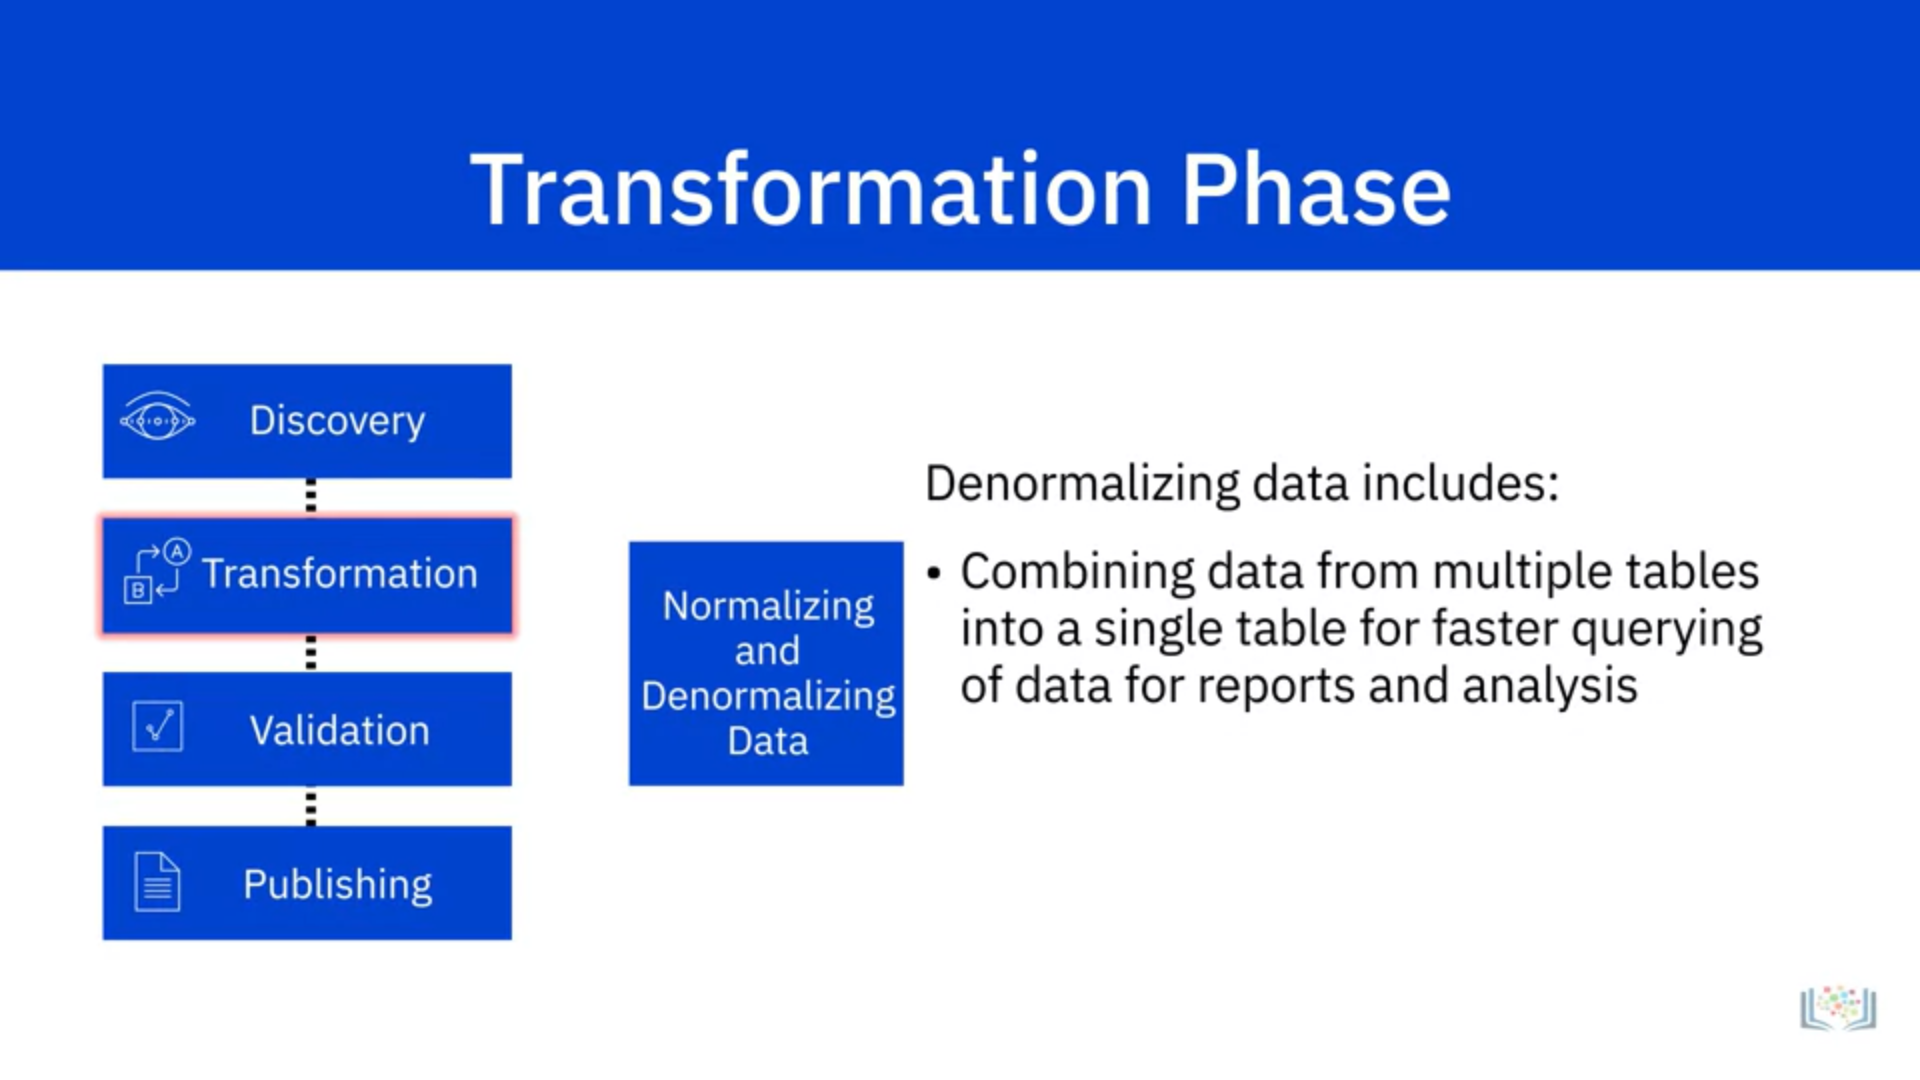 Transformation Phase
Discovery
A
B
Transformation
Validation
Publishing
Normalizing
and
Denormalizing
Data
Denormalizing data includes:
• Combining data from multiple tables
into a single table for faster querying
of data for reports and analysis